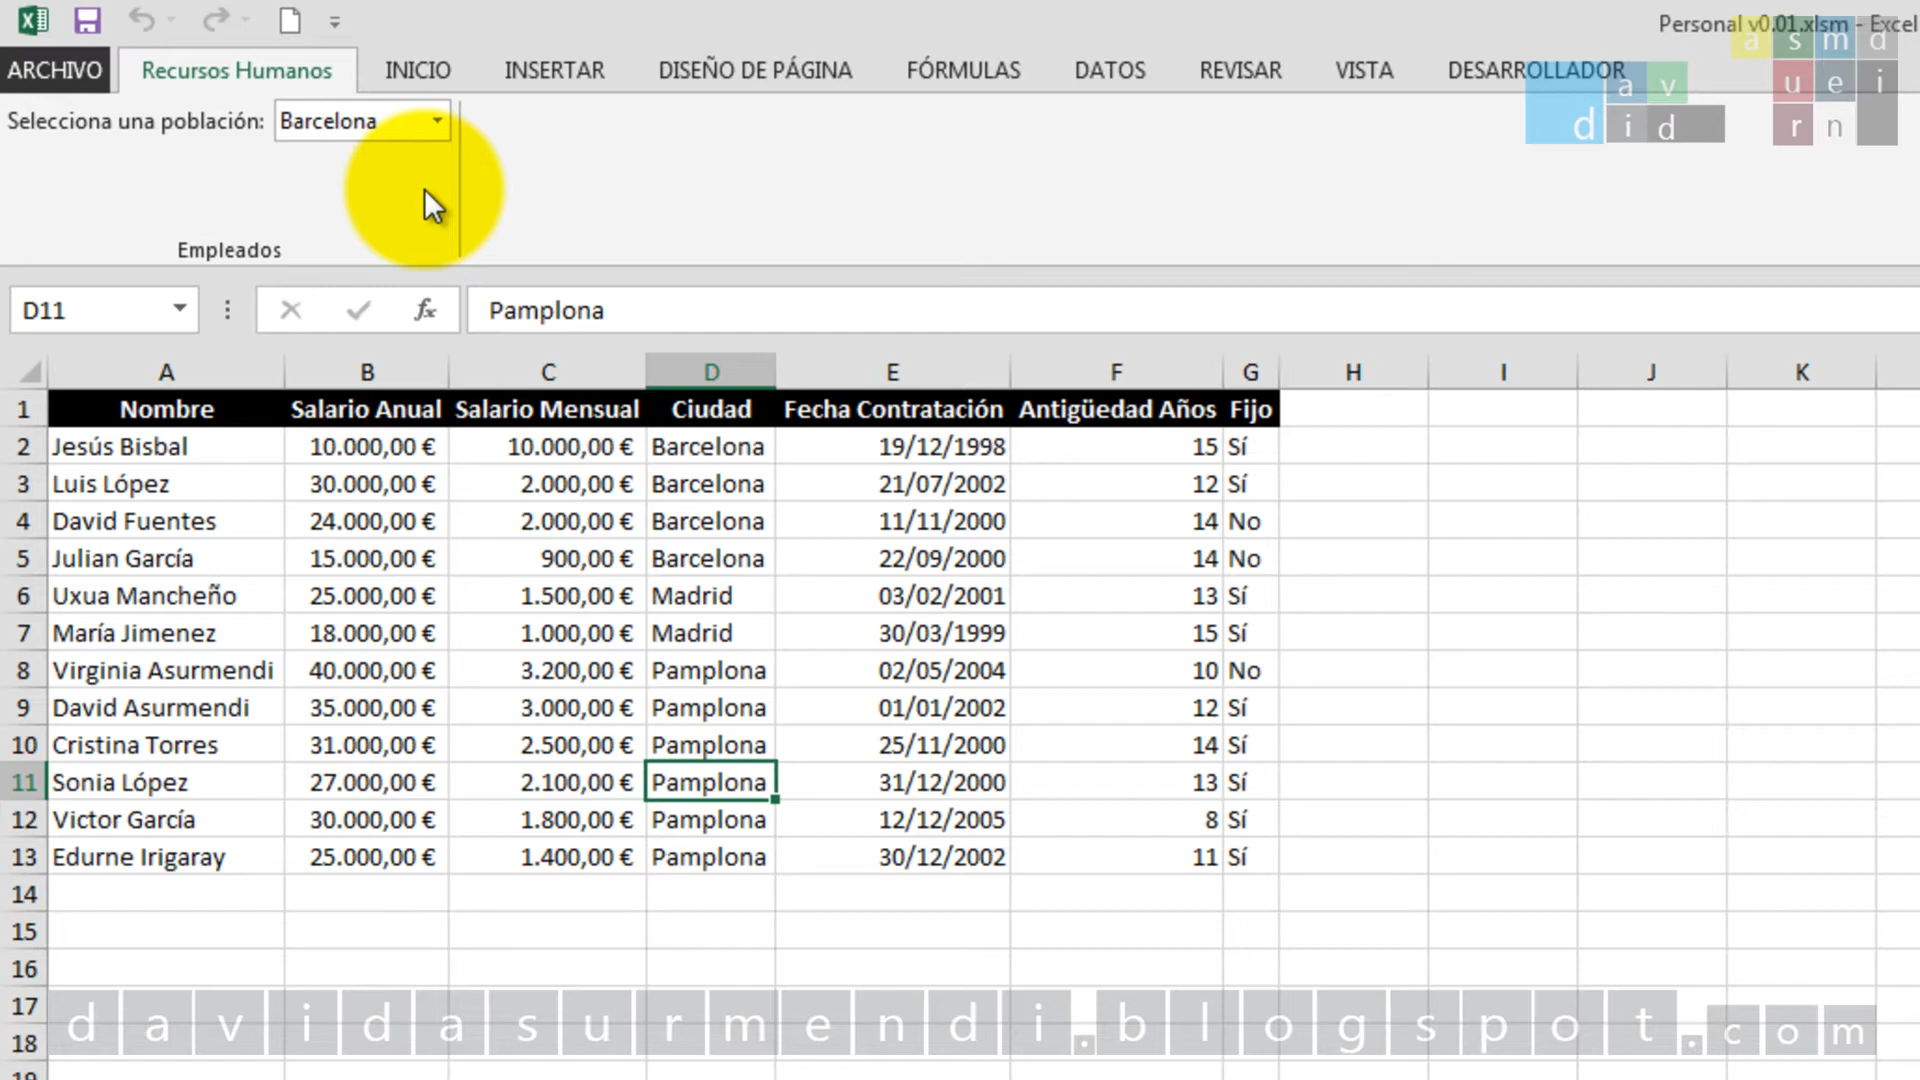 Personal v0.01.xlsm - Excel
ARCHIVO Recursos Humanos INICIO INSERTAR DISEÑO DE PÁGINA FÓRMULAS DATOS REVISAR VISTA DESARROLLADOR
david asurmendi
Selecciona una población: Barcelona
Empleados
D11 fx Pamplona
A B C D E F G H I J K
1 Nombre Salario Anual Salario Mensual Ciudad Fecha Contratación Antigüedad Años Fijo
2 Jesús Bisbal 10.000,00 € 10.000,00 € Barcelona 19/12/1998 15 Sí
3 Luis López 30.000,00 € 2.000,00 € Barcelona 21/07/2002 12 Sí
4 David Fuentes 24.000,00 € 2.000,00 € Barcelona 11/11/2000 14 No
5 Julian García 15.000,00 € 900,00 € Barcelona 22/09/2000 14 No
6 Uxua Mancheño 25.000,00 € 1.500,00 € Madrid 03/02/2001 13 Sí
7 María Jimenez 18.000,00 € 1.000,00 € Madrid 30/03/1999 15 Sí
8 Virginia Asurmendi 40.000,00 € 3.200,00 € Pamplona 02/05/2004 10 No
9 David Asurmendi 35.000,00 € 3.000,00 € Pamplona 01/01/2002 12 Sí
10 Cristina Torres 31.000,00 € 2.500,00 € Pamplona 25/11/2000 14 Sí
11 Sonia López 27.000,00 € 2.100,00 € Pamplona 31/12/2000 13 Sí
12 Victor García 30.000,00 € 1.800,00 € Pamplona 12/12/2005 8 Sí
13 Edurne Irigaray 25.000,00 € 1.400,00 € Pamplona 30/12/2002 11 Sí
14
15
16
17
davidasurmendi.blogspot.com
18
19